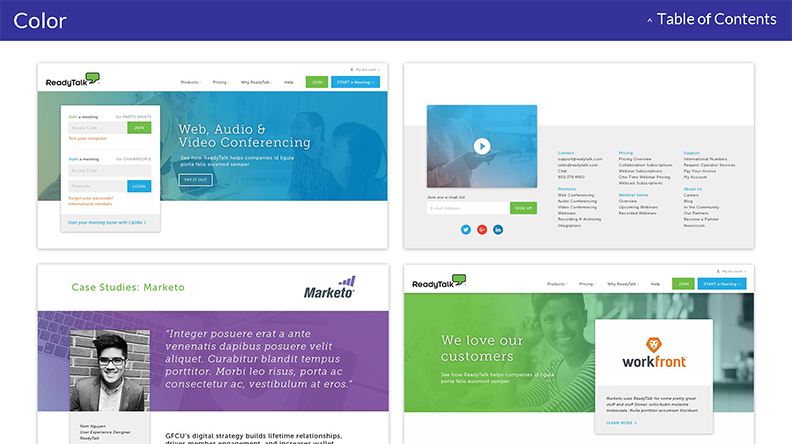 Color
^ Table of Contents
ReadyTalk
My Account
Products
Pricing
Why ReadyTalk
Help
JOIN
START a Meeting
Join a meeting
for PARTICIPANTS
Access Code
JOIN
Test your computer
Start a meeting
for CHAIRPEOPLE
Access Code
Passcode
LOGIN
Forgot your passcode?
International numbers
Start your meeting faster with CallMe >
Web, Audio &
Video Conferencing
See how ReadyTalk helps companies id ligula
porta felis euismod semper.
TRY IT OUT
Join our e-mail list
E-mail Address
SIGN UP
Contact
support@readytalk.com
sales@readytalk.com
Chat
800.379.4160
Products
Web Conferencing
Audio Conferencing
Video Conferencing
Webinars
Recording & Archiving
Integrations
Pricing
Pricing Overview
Collaboration Subscriptions
Webinar Subscriptions
One-Time Webinar Pricing
Webcast Subscriptions
Webinar Series
Overview
Upcoming Webinars
Recorded Webinars
Support
International Numbers
Request Operator Services
Pay Your Invoice
My Account
About Us
Careers
Blog
In the Community
Our Partners
Become a Partner
Newsroom
Case Studies: Marketo
Marketo
"Integer posuere erat a ante
venenatis dapibus posuere velit
aliquet. Curabitur blandit tempus
porttitor. Morbi leo risus, porta ac
consectetur ac, vestibulum at eros."
Nam Nguyen
User Experience Designer
ReadyTalk
GFCU's digital strategy builds lifetime relationships,
driver member engagement, and increases wallet
ReadyTalk
My Account
Products
Pricing
Why ReadyTalk
Help
JOIN
START a Meeting
We love our
customers
See how ReadyTalk helps companies id ligula
porta felis euismod semper.
workfront
Marketo uses ReadyTalk for some pretty great
stuff and stuff Donec sollicitudin molestie
malesuada. Nulla porttitor accumsan tincidunt.
LEARN MORE >